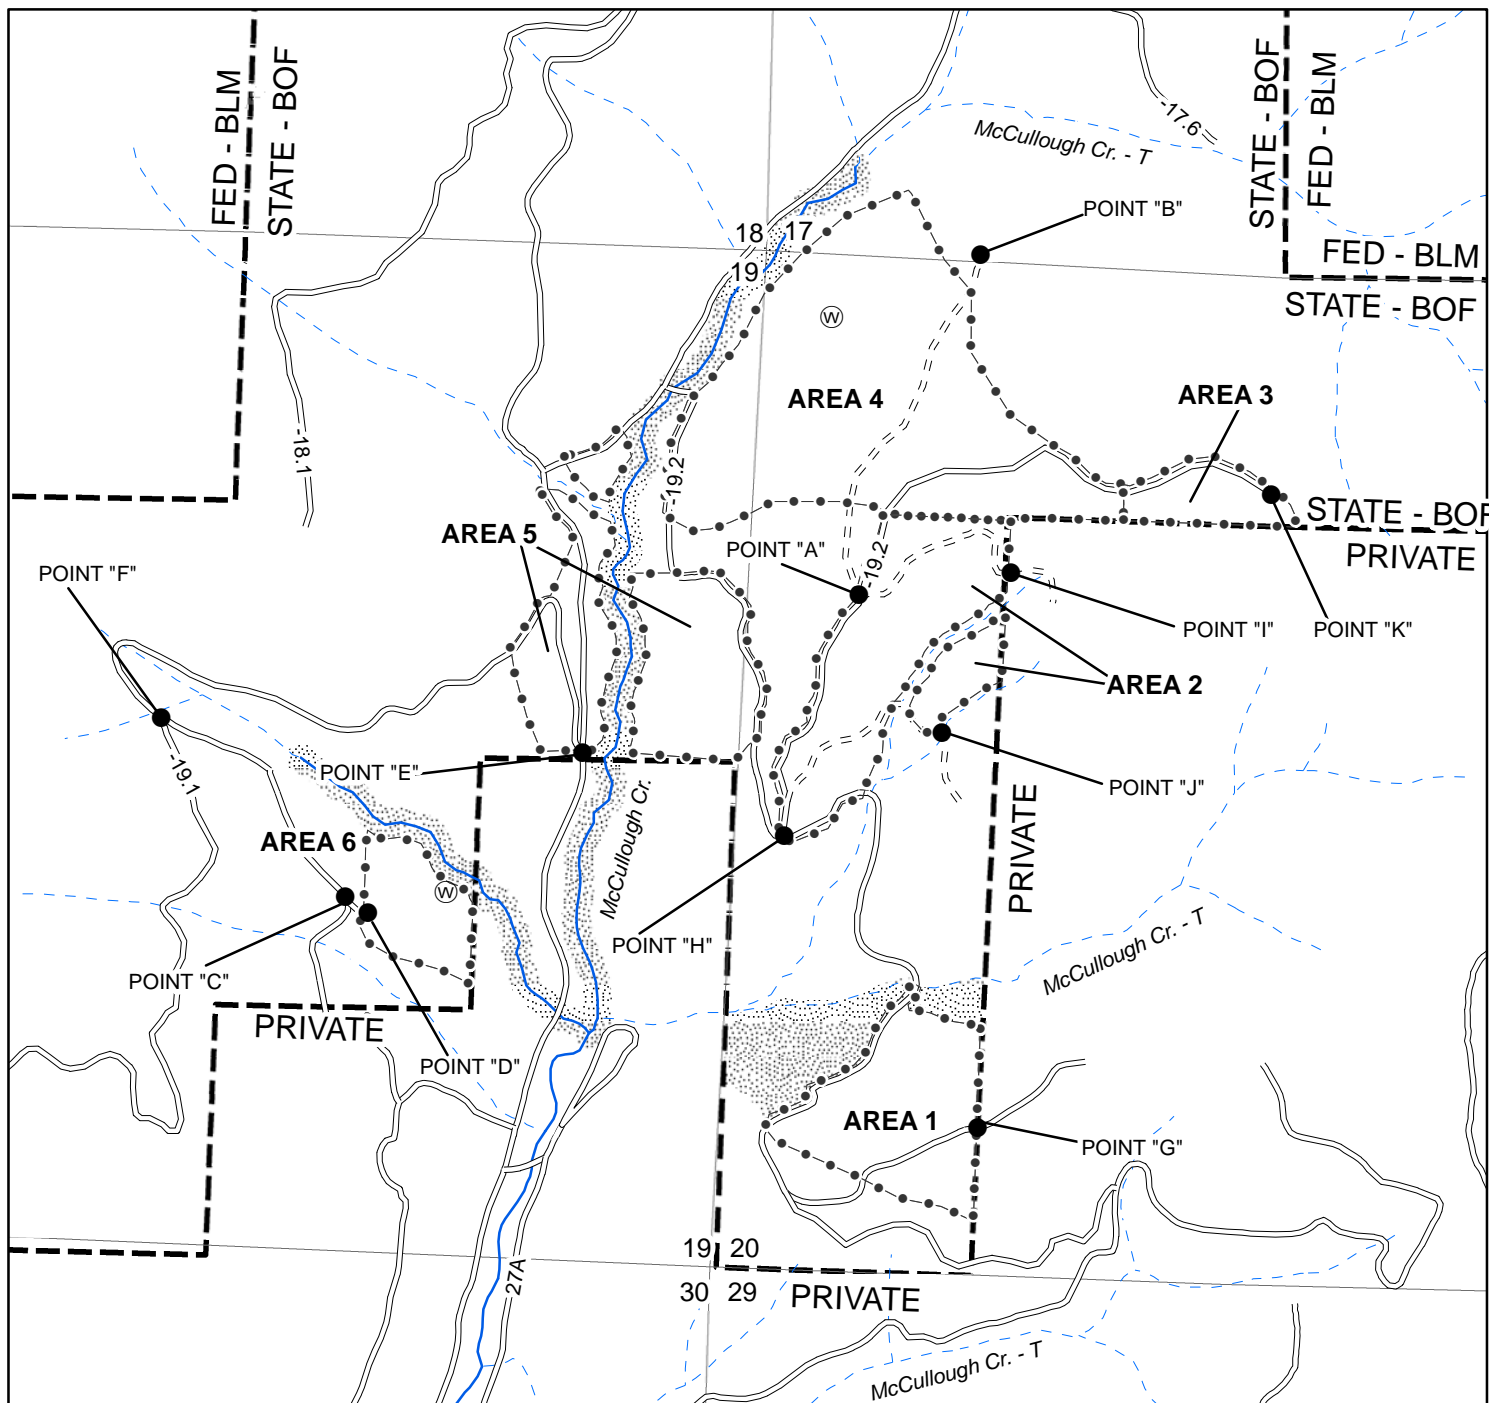 FED - BLM
STATE - BOF
STATE - BOF
FED - BLM
-17.6
McCullough Cr. - T
POINT "B"
18
17
19
FED - BLM
STATE - BOF
W
AREA 4
AREA 3
-18.1
-19.2
STATE - BOF
AREA 5
POINT "A"
PRIVATE
-19.2
POINT "F"
POINT "I"
POINT "K"
AREA 2
-19.1
POINT "E"
POINT "J"
McCullough Cr.
PRIVATE
AREA 6
W
POINT "H"
McCullough Cr. - T
POINT "C"
PRIVATE
POINT "D"
AREA 1
POINT "G"
19
20
27A
30
29
PRIVATE
McCullough Cr. - T